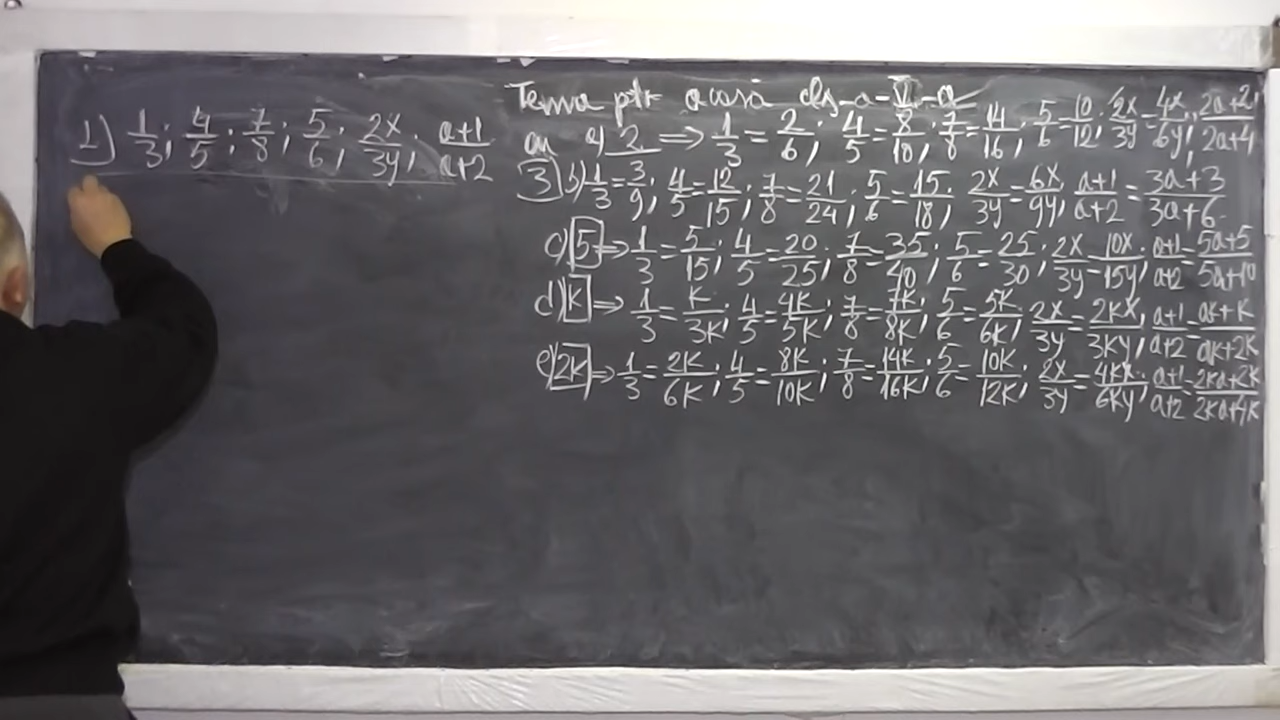 1) 1/3; 4/5; 7/8; 5/6; 2x/3y; a+1/a+2
Tema ptr acasă cls-a-V-a
a) 2 => 1/3 = 2/6; 4/5 = 8/10; 7/8 = 14/16; 5/6 = 10/12; 2x/3y = 4x/6y; 2a+2/2a+4
3 b) 1/3 = 3/9; 4/5 = 12/15; 7/8 = 21/24; 5/6 = 15/18; 2x/3y = 6x/9y; a+1/a+2 = 3a+3/3a+6
c) 5 => 1/3 = 5/15; 4/5 = 20/25; 7/8 = 35/40; 5/6 = 25/30; 2x/3y = 10x/15y; a+1/a+2 = 5a+5/5a+10
d) k => 1/3 = k/3k; 4/5 = 4k/5k; 7/8 = 7k/8k; 5/6 = 5k/6k; 2x/3y = 2kx/3ky; a+1/a+2 = ak+k/ak+2k
e) 2k => 1/3 = 2k/6k; 4/5 = 8k/10k; 7/8 = 14k/16k; 5/6 = 10k/12k; 2x/3y = 4kx/6ky; a+1/a+2 = 2ka+2k/2ka+4k